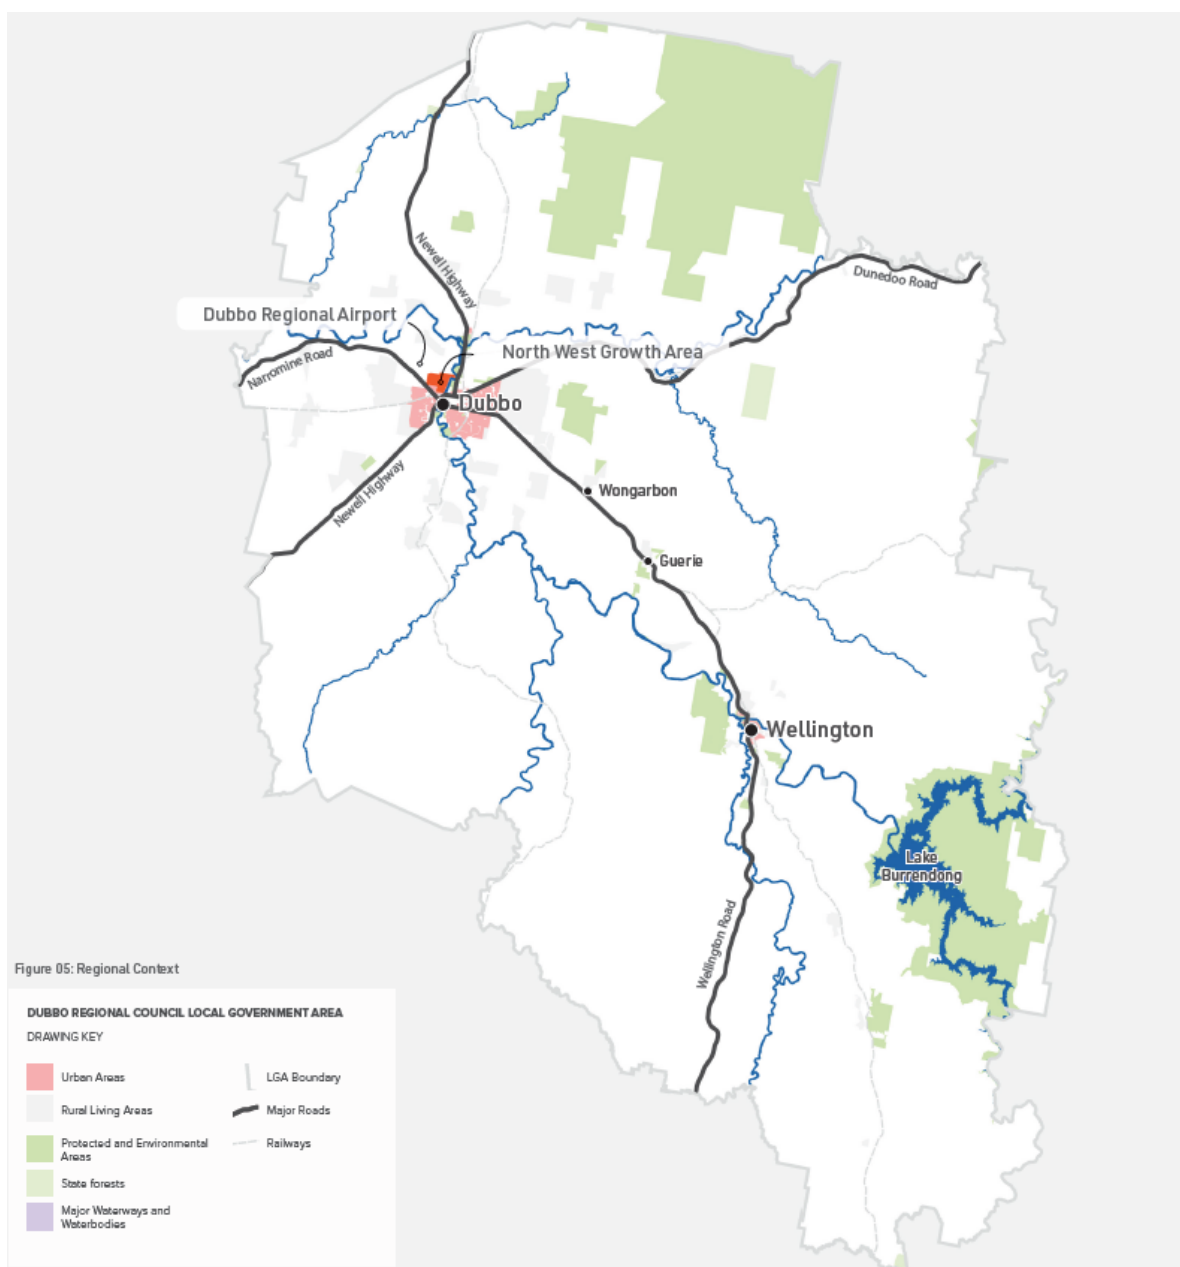 Newell Highway
Dunedoo Road
Dubbo Regional Airport
North West Growth Area
Narromine Road
Dubbo
Newell Highway
Wongarbon
Guerie
Wellington
Lake
Burrendong
Wellington Road
Figure 05: Regional Context
DUBBO REGIONAL COUNCIL LOCAL GOVERNMENT AREA
DRAWING KEY
Urban Areas
LGA Boundary
Rural Living Areas
Major Roads
Protected and Environmental
Areas
Railways
State forests
Major Waterways and
Waterbodies